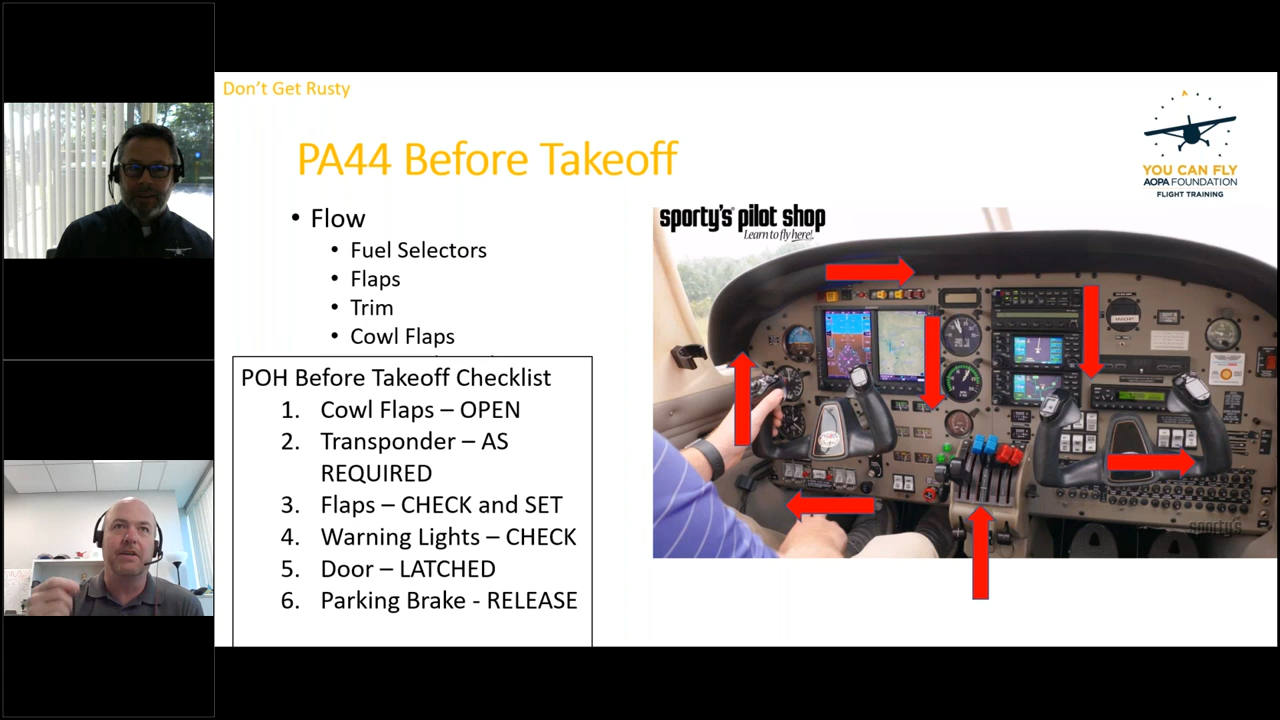 Don't Get Rusty
PA44 Before Takeoff
YOU CAN FLY
AOPA FOUNDATION
FLIGHT TRAINING
• Flow
• Fuel Selectors
• Flaps
• Trim
• Cowl Flaps
POH Before Takeoff Checklist
1. Cowl Flaps – OPEN
2. Transponder – AS
REQUIRED
3. Flaps – CHECK and SET
4. Warning Lights – CHECK
5. Door – LATCHED
6. Parking Brake - RELEASE
sporty's pilot shop
Learn to fly here!
sporty's